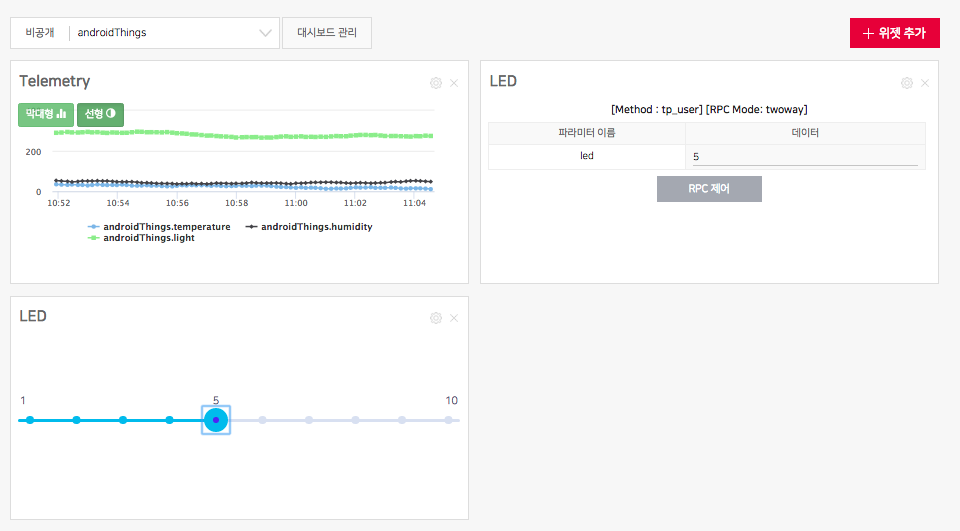 비공개 androidThings 대시보드 관리 + 위젯 추가
Telemetry
막대형 선형
200
0
10:52 10:54 10:56 10:58 11:00 11:02 11:04
androidThings.temperature androidThings.humidity
androidThings.light
LED
[Method : tp_user] [RPC Mode: twoway]
파라미터 이름 데이터
led 5
RPC 제어
LED
1 5 10